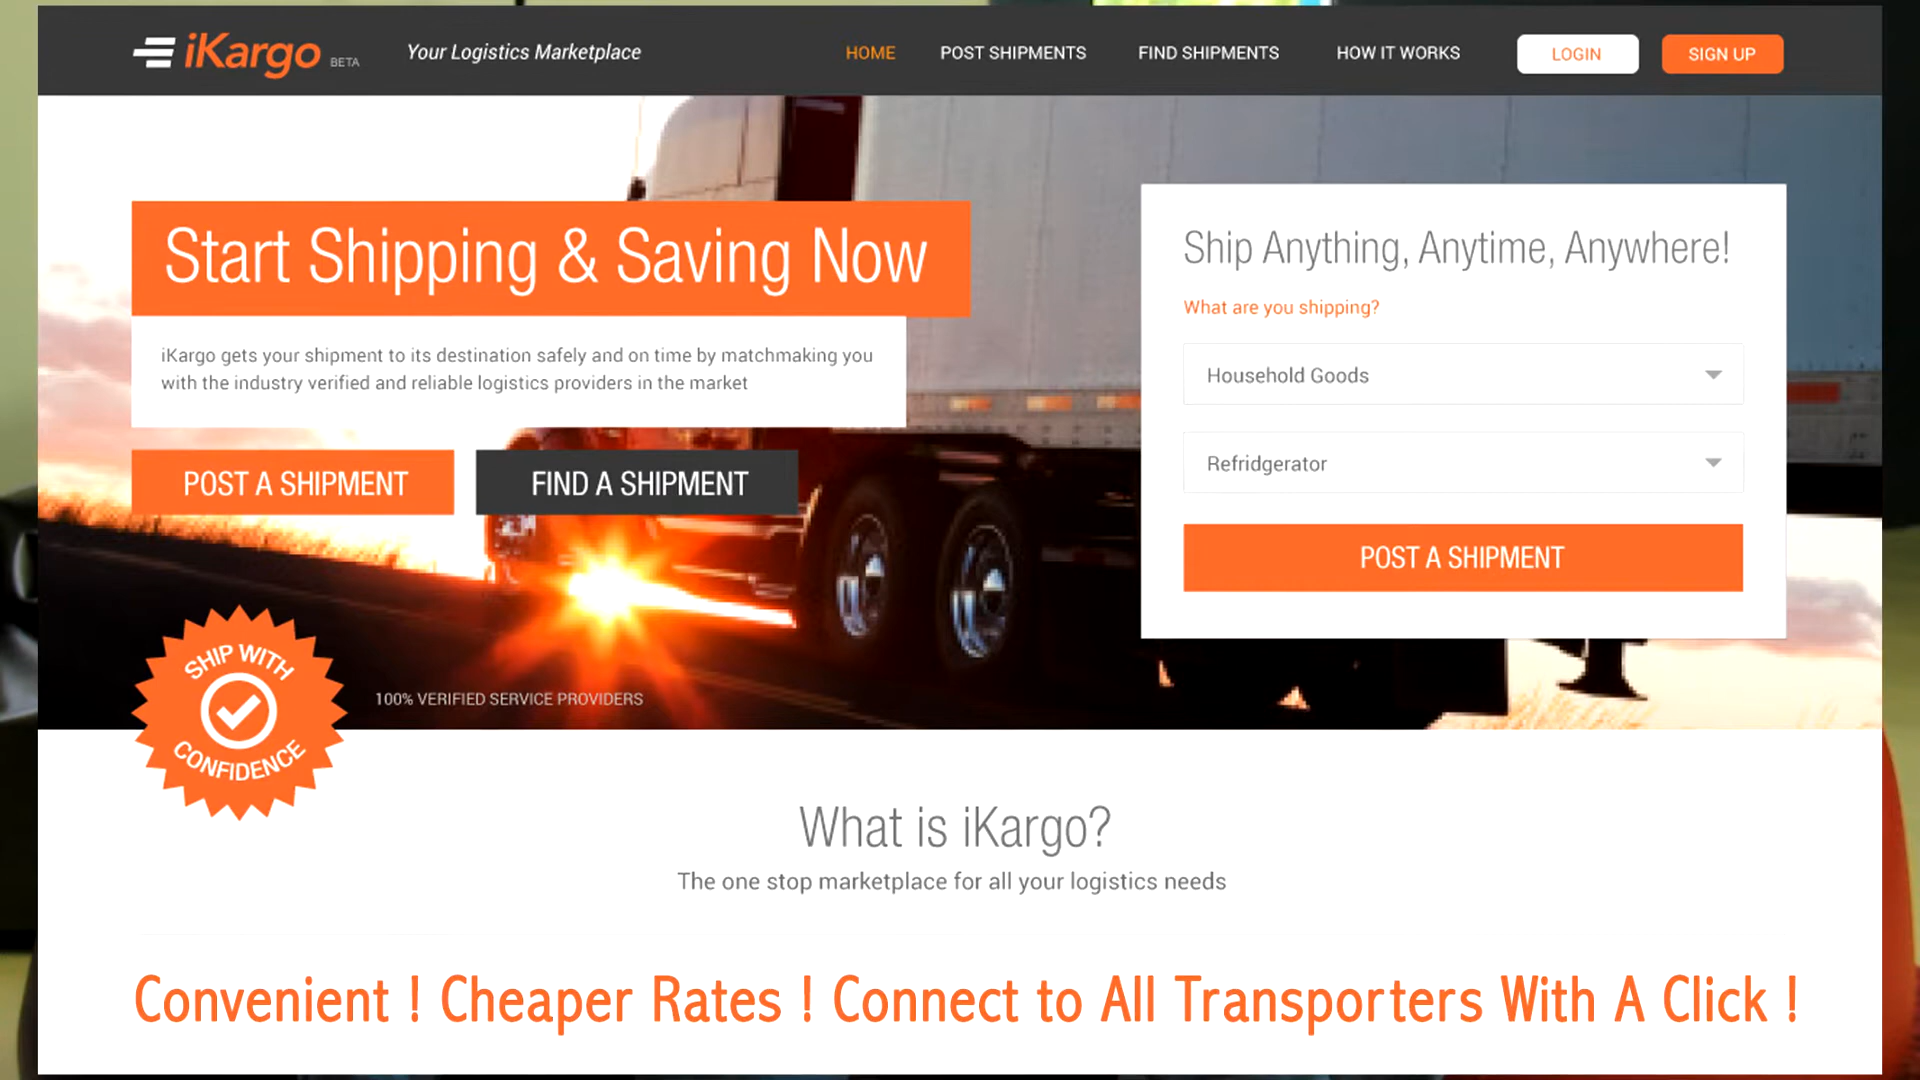 iKargo BETA
Your Logistics Marketplace
HOME
POST SHIPMENTS
FIND SHIPMENTS
HOW IT WORKS
LOGIN
SIGN UP
Start Shipping & Saving Now
iKargo gets your shipment to its destination safely and on time by matchmaking you
with the industry verified and reliable logistics providers in the market
POST A SHIPMENT
FIND A SHIPMENT
Ship Anything, Anytime, Anywhere!
What are you shipping?
Household Goods
Refridgerator
POST A SHIPMENT
SHIP WITH
CONFIDENCE
100% VERIFIED SERVICE PROVIDERS
What is iKargo?
The one stop marketplace for all your logistics needs
Convenient ! Cheaper Rates ! Connect to All Transporters With A Click !